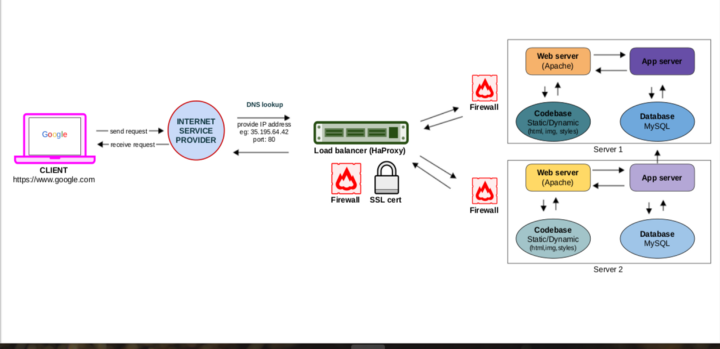 Google
CLIENT
https://www.google.com
send request
receive request
INTERNET
SERVICE
PROVIDER
DNS lookup
provide IP address
eg: 35.195.64.42
port: 80
Load balancer (HaProxy)
Firewall
SSL cert
Firewall
Firewall
Web server
(Apache)
App server
Codebase
Static/Dynamic
(html, img, styles)
Database
MySQL
Server 1
Web server
(Apache)
App server
Codebase
Static/Dynamic
(html,img,styles)
Database
MySQL
Server 2